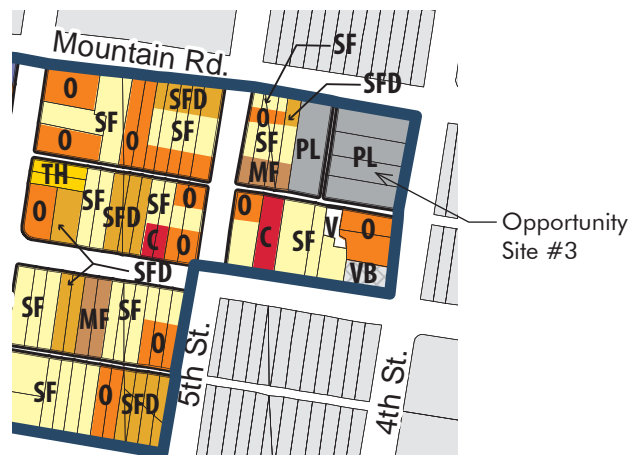 Mountain Rd.
SF
SFD
O
SFD
O
SF
SF
O
O
SF
PL
PL
O
MF
TH
SF
SF
O
O
V
O
O
SFD
C
SF
Opportunity
C
O
Site #3
SFD
VB
SF
MF
SF
O
5th St.
4th St.
SF
O
SFD